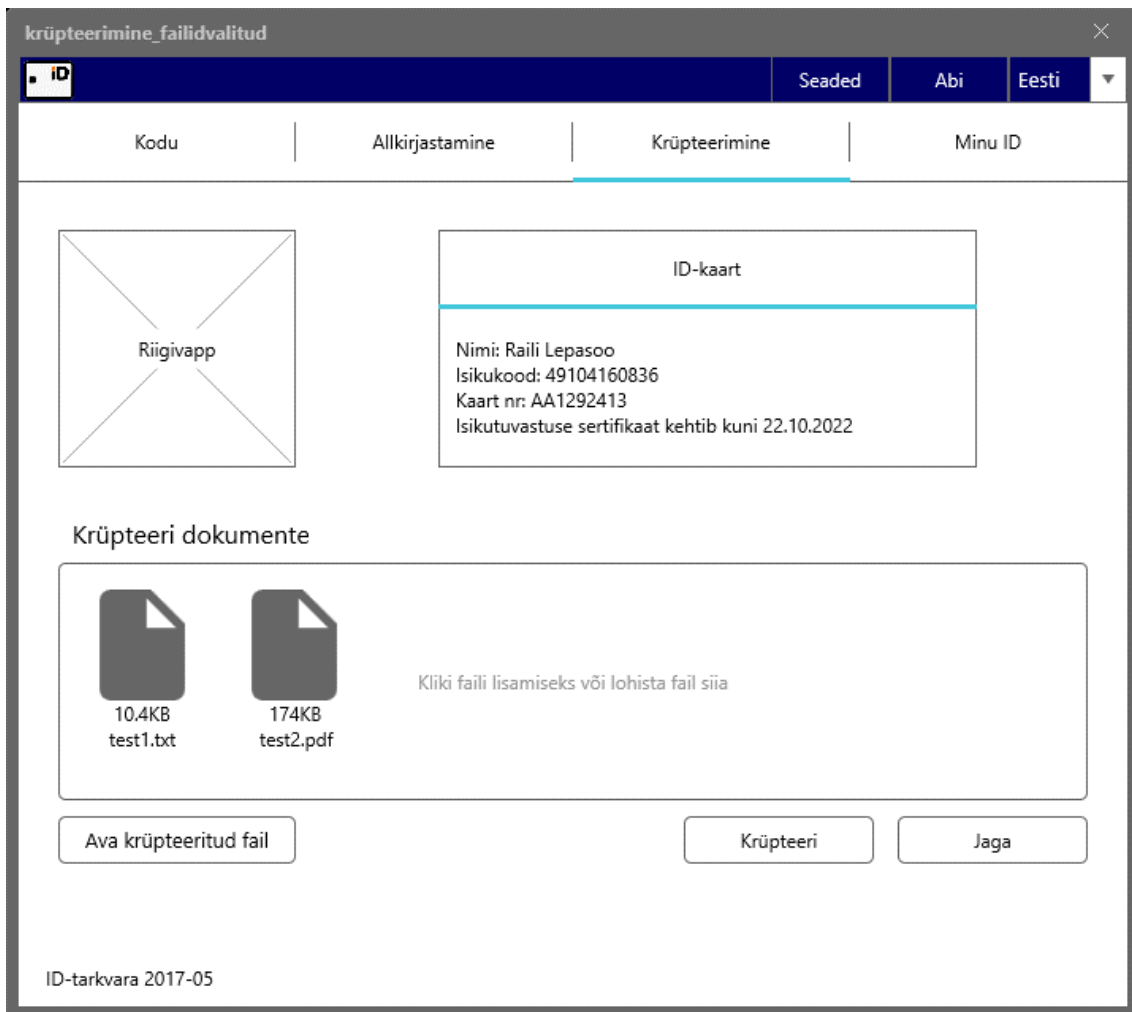 krüpteerimine_failidvalitud
iD
Seaded
Abi
Eesti
Kodu
Allkirjastamine
Krüpteerimine
Minu ID
Riigivapp
ID-kaart
Nimi: Raili Lepasoo
Isikukood: 49104160836
Kaart nr: AA1292413
Isikutuvastuse sertifikaat kehtib kuni 22.10.2022
Krüpteeri dokumente
10.4KB
test1.txt
174KB
test2.pdf
Kliki faili lisamiseks või lohista fail siia
Ava krüpteeritud fail
Krüpteeri
Jaga
ID-tarkvara 2017-05